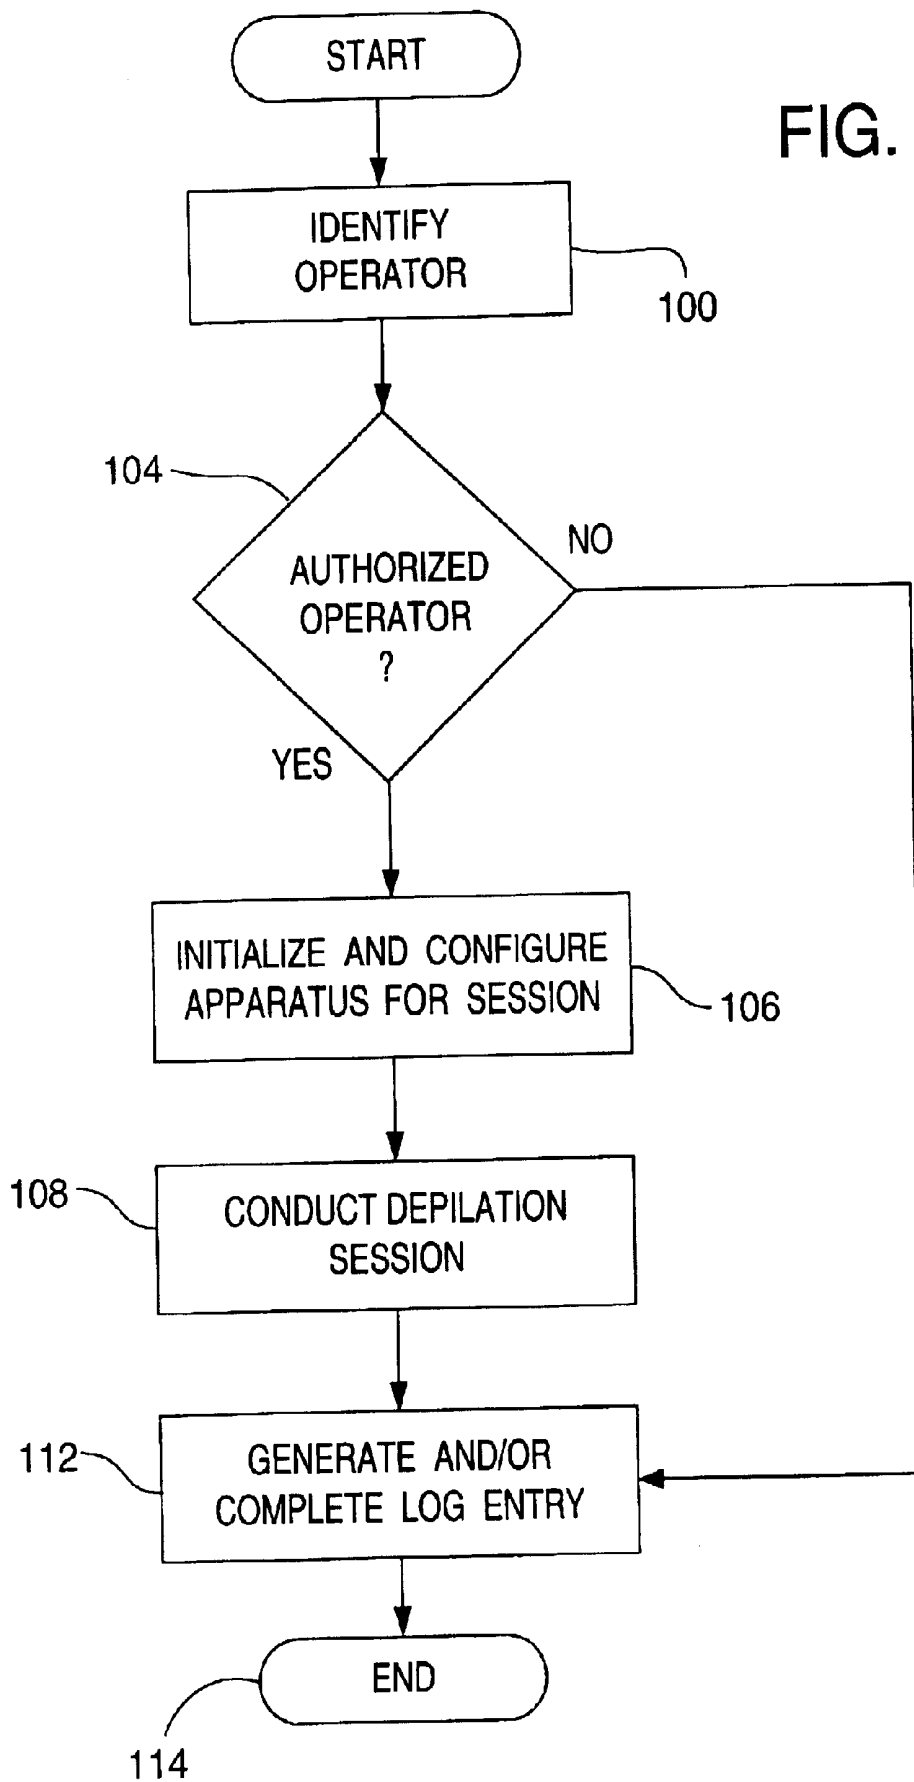 START
FIG.
IDENTIFY
OPERATOR
100
104
NO
AUTHORIZED
OPERATOR
?
YES
INITIALIZE AND CONFIGURE
APPARATUS FOR SESSION
106
108
CONDUCT DEPILATION
SESSION
112
GENERATE AND/OR
COMPLETE LOG ENTRY
END
114